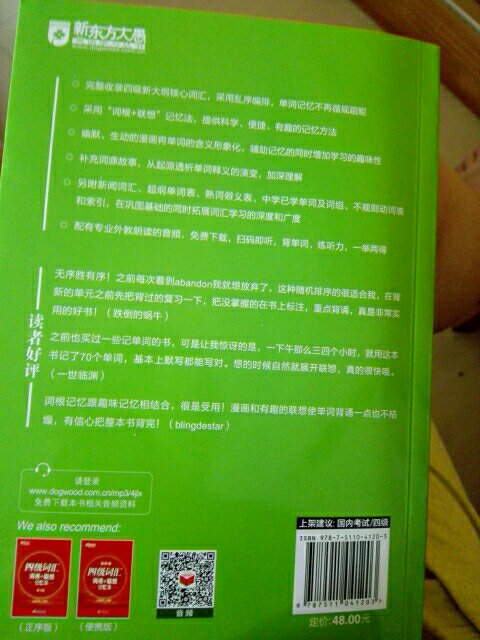 新东方大愚
完整收录四级新大纲核心词汇，采用乱序编排，单词记忆不再循规蹈矩
采用“词根+联想”记忆法，提供科学、便捷、有趣的记忆方法
幽默、生动的漫画将单词的含义形象化，辅助记忆的同时增加学习的趣味性
补充词源故事，从起源透析单词释义的演变，加深理解
另附新闻词汇、超纲单词表、熟词僻义表、中学已学单词及词组、不规则动词表
和索引，在巩固基础的同时拓展词汇学习的深度和广度
配有专业外教朗读的音频，免费下载，扫码即听，背单词、练听力，一举两得
读者好评
无序胜有序！之前每次看到abandon我就想放弃了，这种随机排序的很适合我，在背
新的单元之前先把背过的复习一下，把没掌握的在书上标注，重点背诵，真是非常实
用的好书！（跌倒的蜗牛）
之前也买过一些记单词的书，可是让我惊讶的是，一下午那么三四个小时，就用这本
书记了70个单词，基本上默写都能写对。想的时候自然就展开联想，真的很快哦。
（一世临渊）
词根记忆跟趣味记忆相结合，很是受用！漫画和有趣的联想使单词背诵一点也不枯
燥，有信心把整本书背完！（blingdestar）
请登录
www.dogwood.com.cn/mp3/4jlx
免费下载本书相关音频资料
We also recommend:
四级词汇
词根+联想
记忆法
（正序版）
四级词汇
词根+联想
记忆法
（便携版）
音频
上架建议：国内考试/四级
ISBN 978-7-5110-4120-3
9787511041203
定价：48.00元